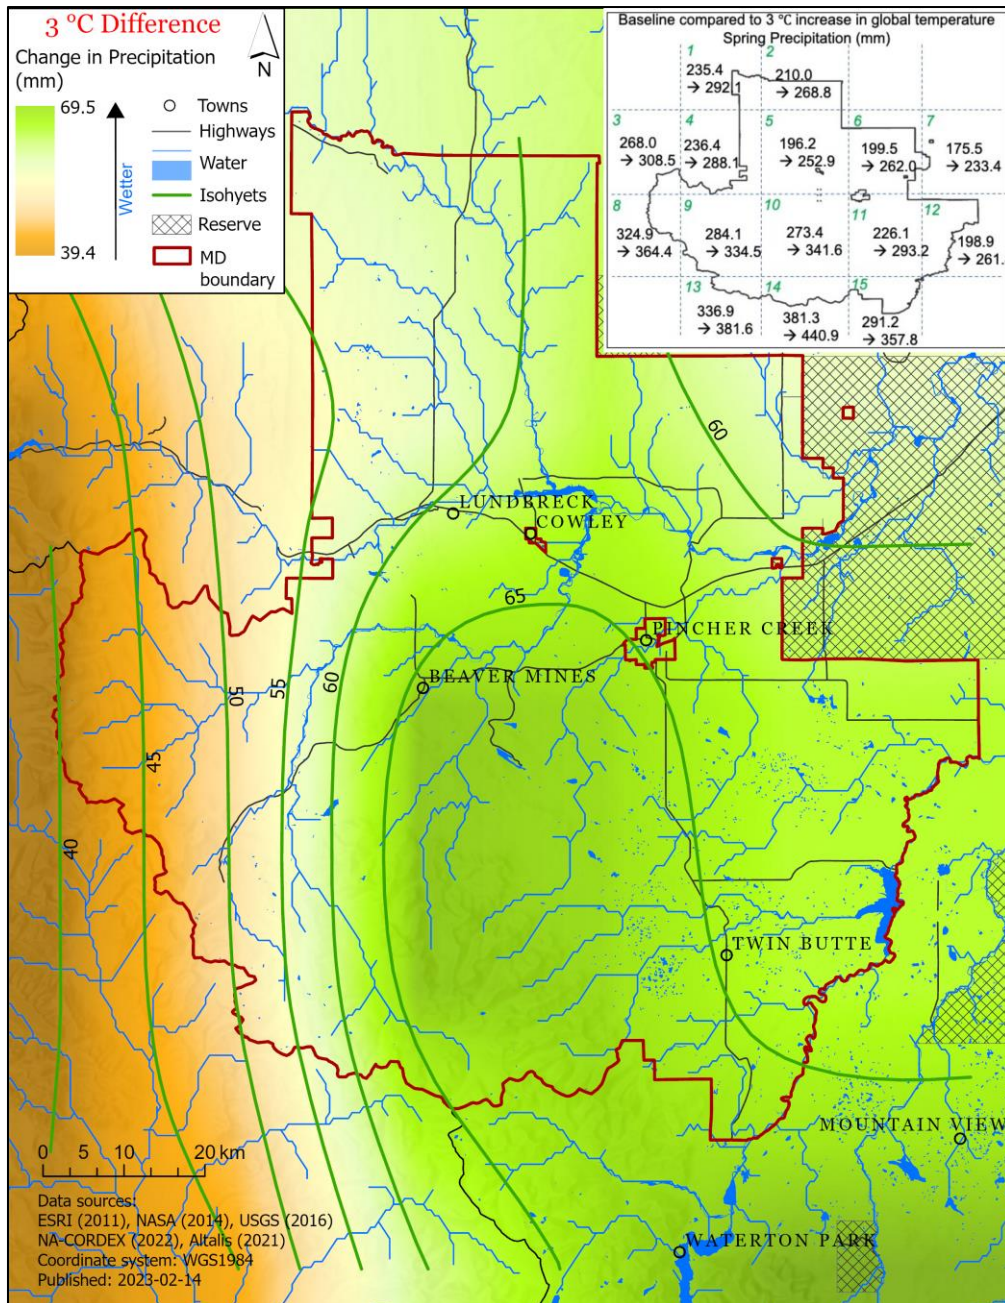 3 °C Difference
Change in Precipitation
(mm)
N
69.5
Wetter
39.4
Towns
Highways
Water
Isohyets
Reserve
MD
boundary
Baseline compared to 3 °C increase in global temperature
Spring Precipitation (mm)
1
235.4
→ 292.1
2
210.0
→ 268.8
3
268.0
→ 308.5
4
236.4
→ 288.1
5
196.2
→ 252.9
6
199.5
→ 262.0
7
175.5
→ 233.4
8
324.9
→ 364.4
9
284.1
→ 334.5
10
273.4
→ 341.6
11
226.1
→ 293.2
12
198.9
→ 261.
13
336.9
→ 381.6
14
381.3
→ 440.9
15
291.2
→ 357.8
60
LUNDBRECK
COWLEY
65
PINCHER CREEK
BEAVER MINES
50
55
60
45
40
TWIN BUTTE
MOUNTAIN VIEW
WATERTON PARK
0 5 10 20 km
Data sources:
ESRI (2011), NASA (2014), USGS (2016)
NA-CORDEX (2022), Altalis (2021)
Coordinate system: WGS1984
Published: 2023-02-14